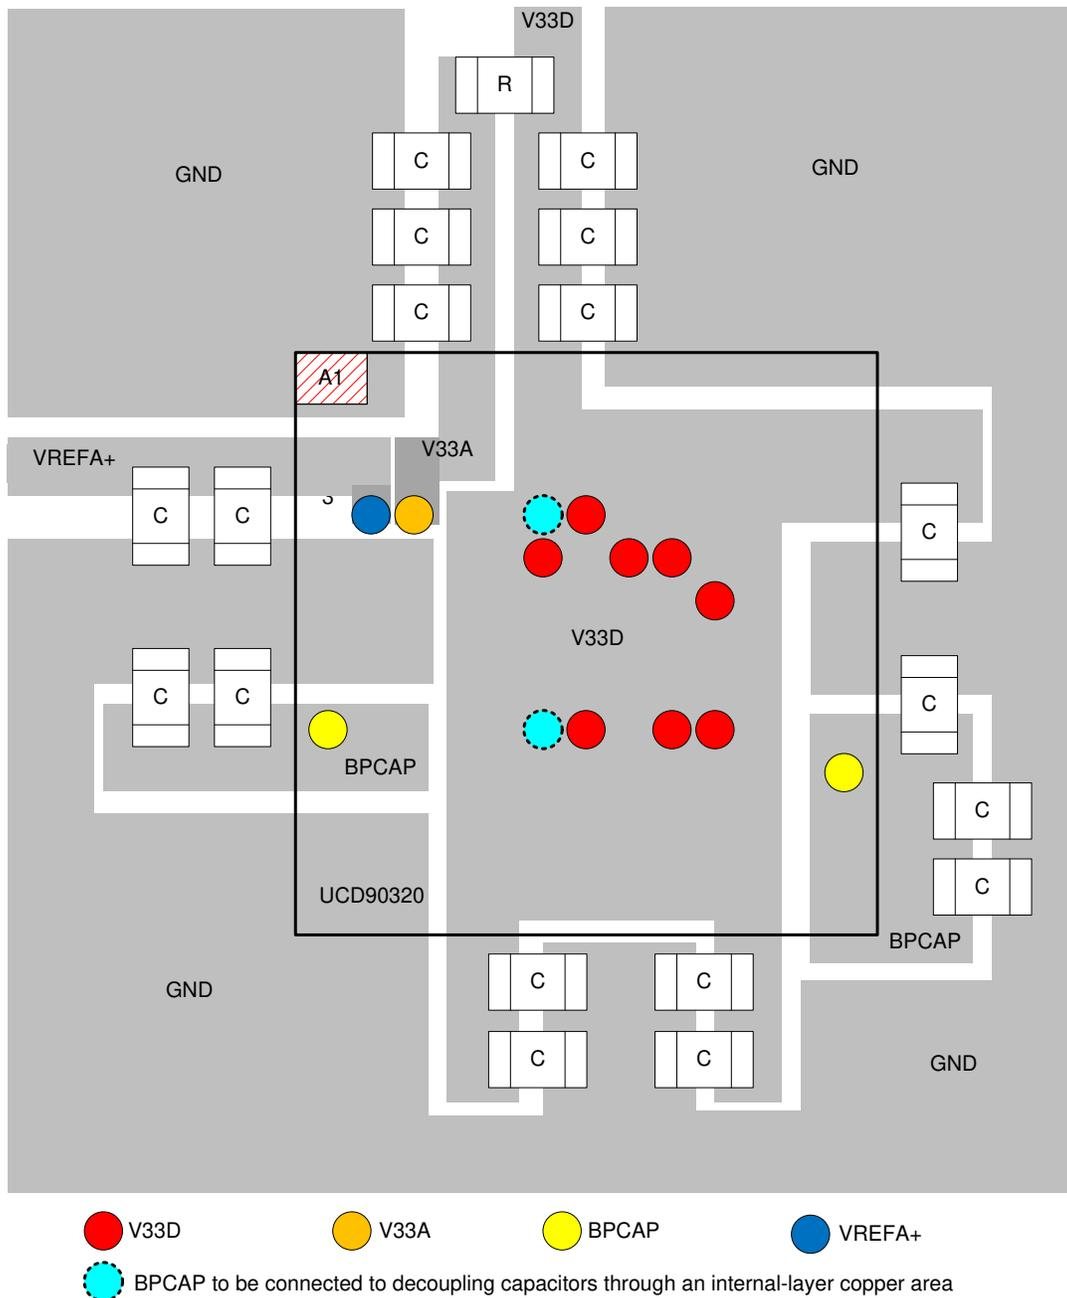 V33D
R
C
C
GND
GND
C
C
C
C
A1
V33A
VREFA+
C
C
C
V33D
C
C
C
BPCAP
C
UCD90320
C
BPCAP
C
C
GND
C
C
GND
V33D
V33A
BPCAP
VREFA+
BPCAP to be connected to decoupling capacitors through an internal-layer copper area